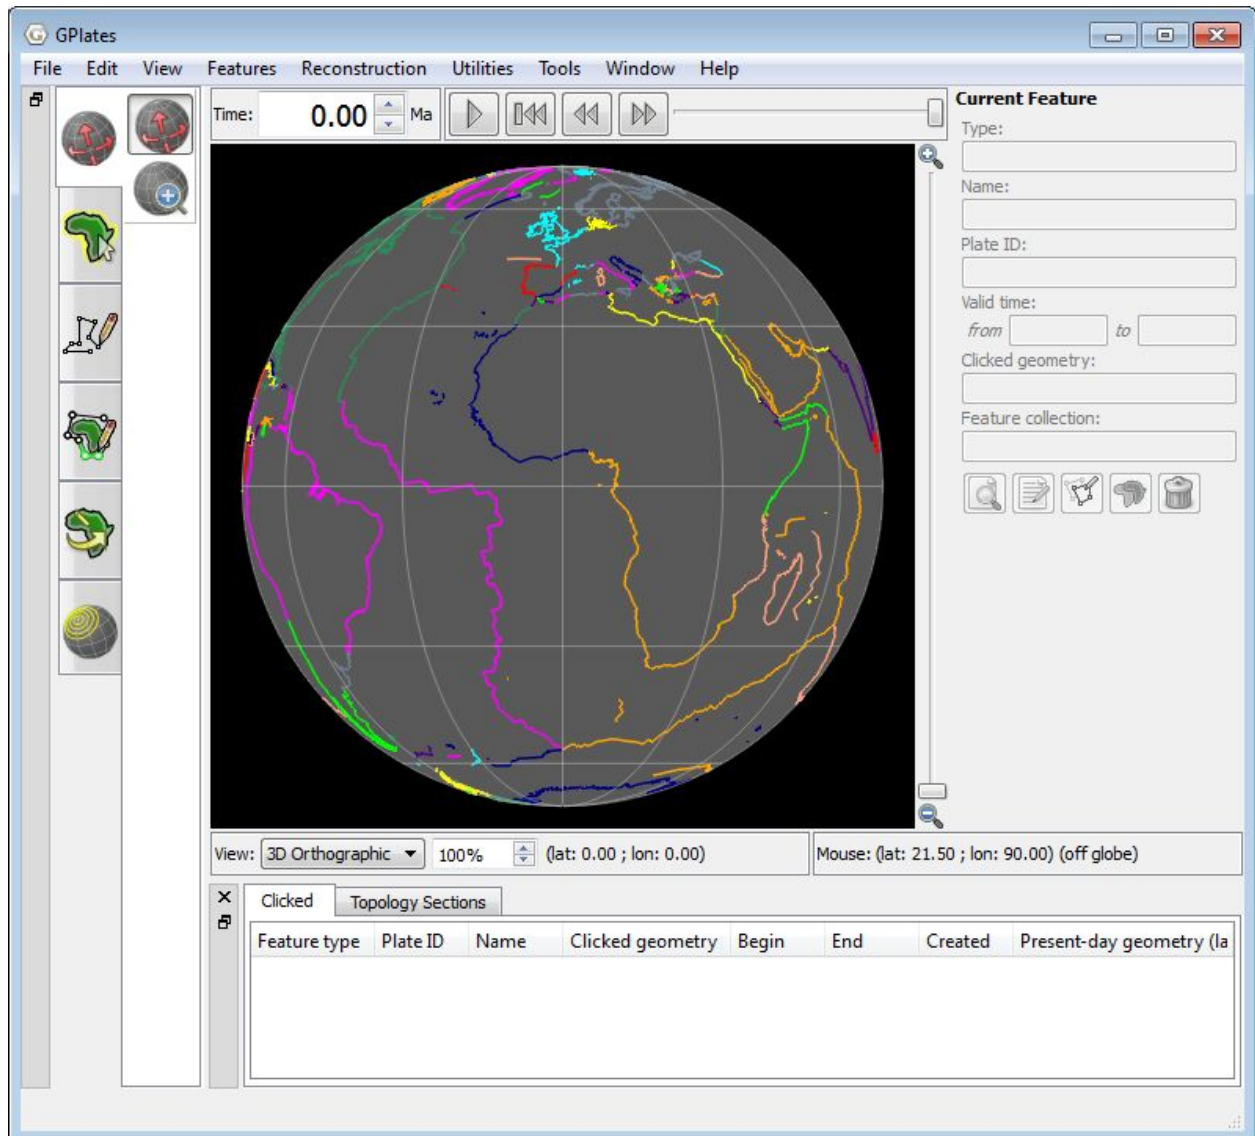 GPlates
File Edit View Features Reconstruction Utilities Tools Window Help
Time: 0.00 Ma
Current Feature
Type:
Name:
Plate ID:
Valid time:
from to
Clicked geometry:
Feature collection:
View: 3D Orthographic 100% (lat: 0.00 ; lon: 0.00) Mouse: (lat: 21.50 ; lon: 90.00) (off globe)
Clicked Topology Sections
Feature type Plate ID Name Clicked geometry Begin End Created Present-day geometry (la